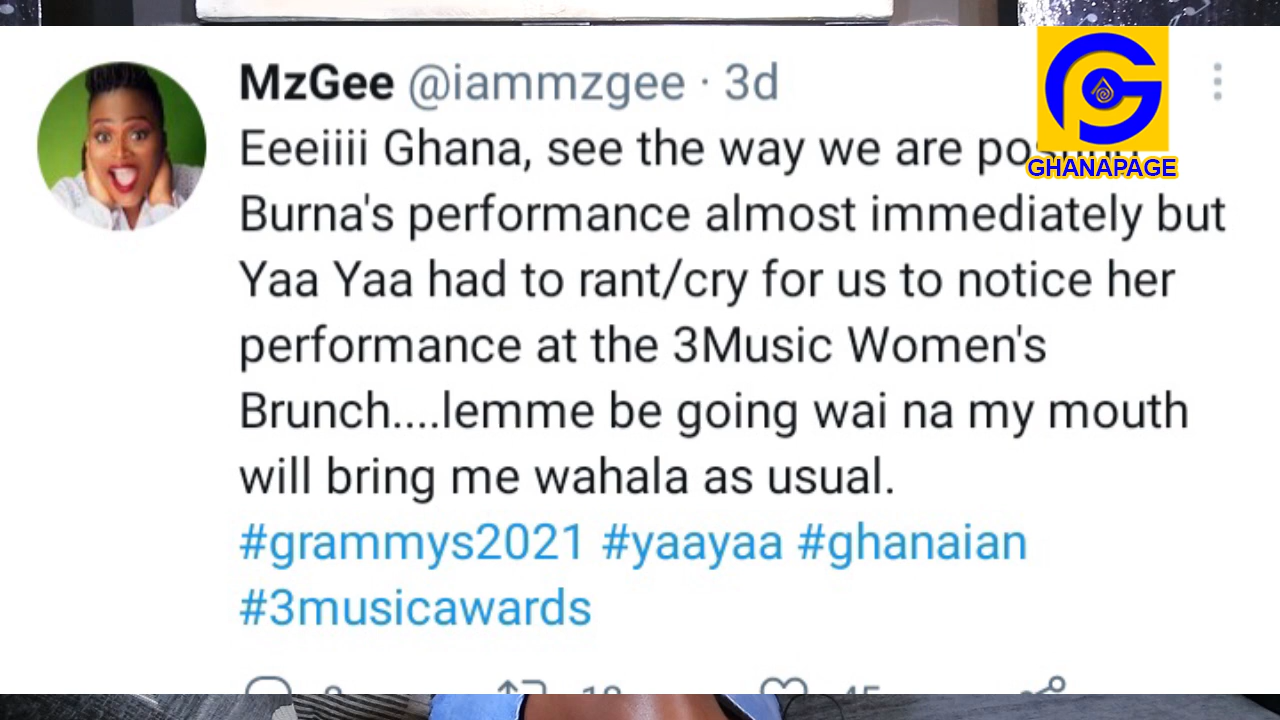 MzGee @iammzgee · 3d
Eeeiiii Ghana, see the way we are
Burna's performance almost immediately but
Yaa Yaa had to rant/cry for us to notice her
performance at the 3Music Women's
Brunch....lemme be going wai na my mouth
will bring me wahala as usual.
#grammys2021 #yaayaa #ghanaian
#3musicawards
GHANAPAGE